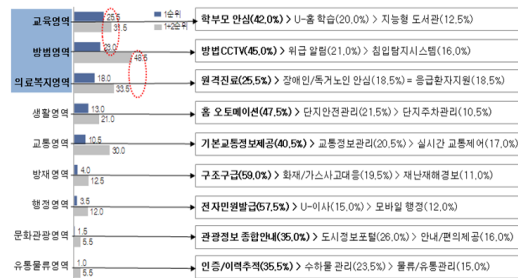 1순위
1+2순위
교육영역 25.5 31.5 학부모 안심(42.0%) > U-홈 학습(20.0%) > 지능형 도서관(12.5%)
방범영역 23.0 46.5 방범CCTV(45.0%) > 위급 알림(21.0%) > 침입탐지시스템(16.0%)
의료복지영역 18.0 33.5 원격진료(25.5%) > 장애인/독거노인 안심(18.5%) = 응급환자지원(18.5%)
생활영역 13.0 21.0 홈 오토메이션(47.5%) > 단지안전관리(21.5%) > 단지주차관리(10.5%)
교통영역 10.5 30.0 기본교통정보제공(40.5%) > 교통정보관리(20.5%) > 실시간 교통제어(17.0%)
방재영역 4.0 12.5 구조구급(59.0%) > 화재/가스사고대응(19.5%) > 재난재해경보(11.0%)
행정영역 3.5 12.0 전자민원발급(57.5%) > U-이사(15.0%) > 모바일 행정(12.0%)
문화관광영역 1.5 5.5 관광정보 종합안내(35.0%) > 도시정보포털(26.0%) > 안내/편의제공(16.0%)
유통물류영역 1.0 5.5 인증/이력추적(35.5%) > 수하물 관리(23.5%) > 물류/유통관리(15.0%)